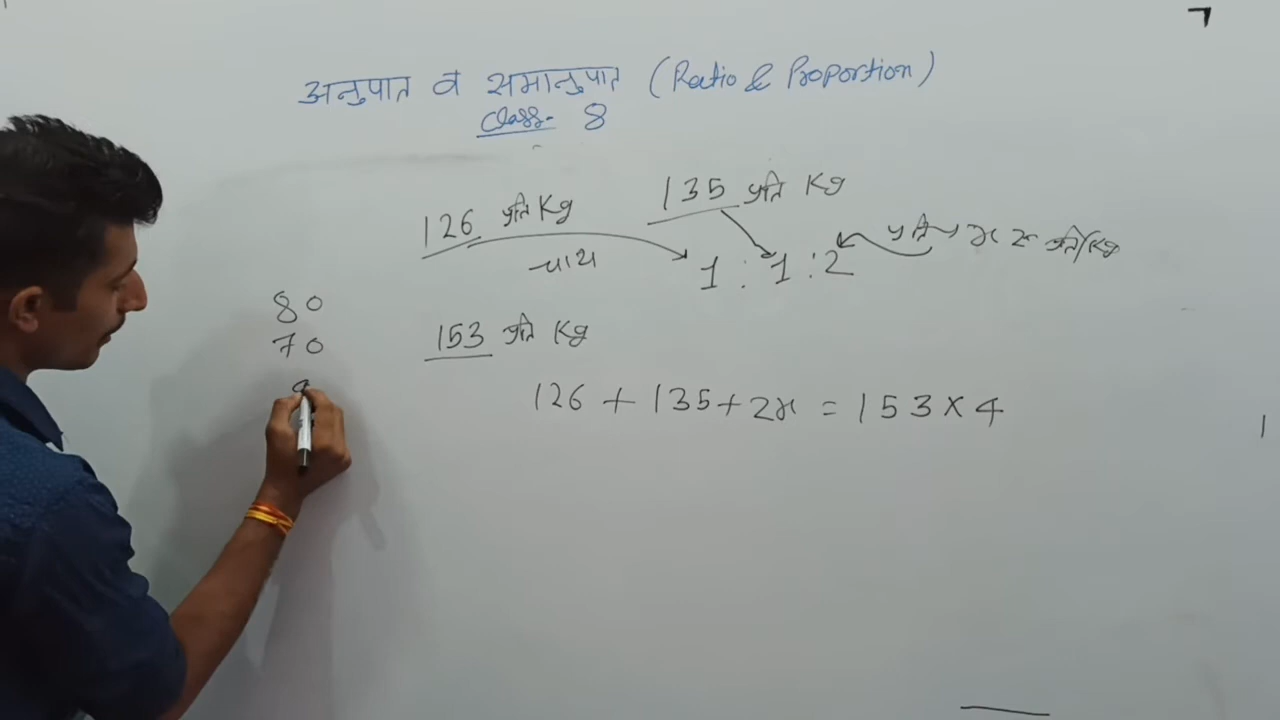 अनुपात व समानुपात (Ratio & Proportion)
Class- 8
126 प्रति Kg 135 प्रति Kg
चाय 1 : 1 : 2 प्रति/Kg
80
70
153 प्रति Kg
126 + 135 + 2x = 153 × 4